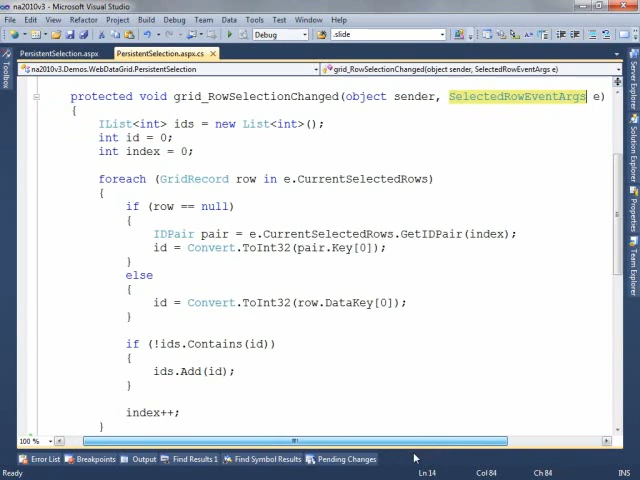 na2010v3 - Microsoft Visual Studio
File Edit View Refactor Project Build Debug Team Data Tools Test Window Help
Debug .slide
PersistentSelection.aspx PersistentSelection.aspx.cs
na2010v3.Demos.WebDataGrid.PersistentSelection grid_RowSelectionChanged(object sender, SelectedRowEventArgs e)
protected void grid_RowSelectionChanged(object sender, SelectedRowEventArgs e)
{
IList<int> ids = new List<int>();
int id = 0;
int index = 0;
foreach (GridRecord row in e.CurrentSelectedRows)
{
if (row == null)
{
IDPair pair = e.CurrentSelectedRows.GetIDPair(index);
id = Convert.ToInt32(pair.Key[0]);
}
else
{
id = Convert.ToInt32(row.DataKey[0]);
}
if (!ids.Contains(id))
{
ids.Add(id);
}
index++;
}
100 %
Error List Breakpoints Output Find Results 1 Find Symbol Results Pending Changes
Ready Ln 14 Col 84 Ch 84 INS
Toolbox
Server Explorer
Solution Explorer
Properties
Team Explorer